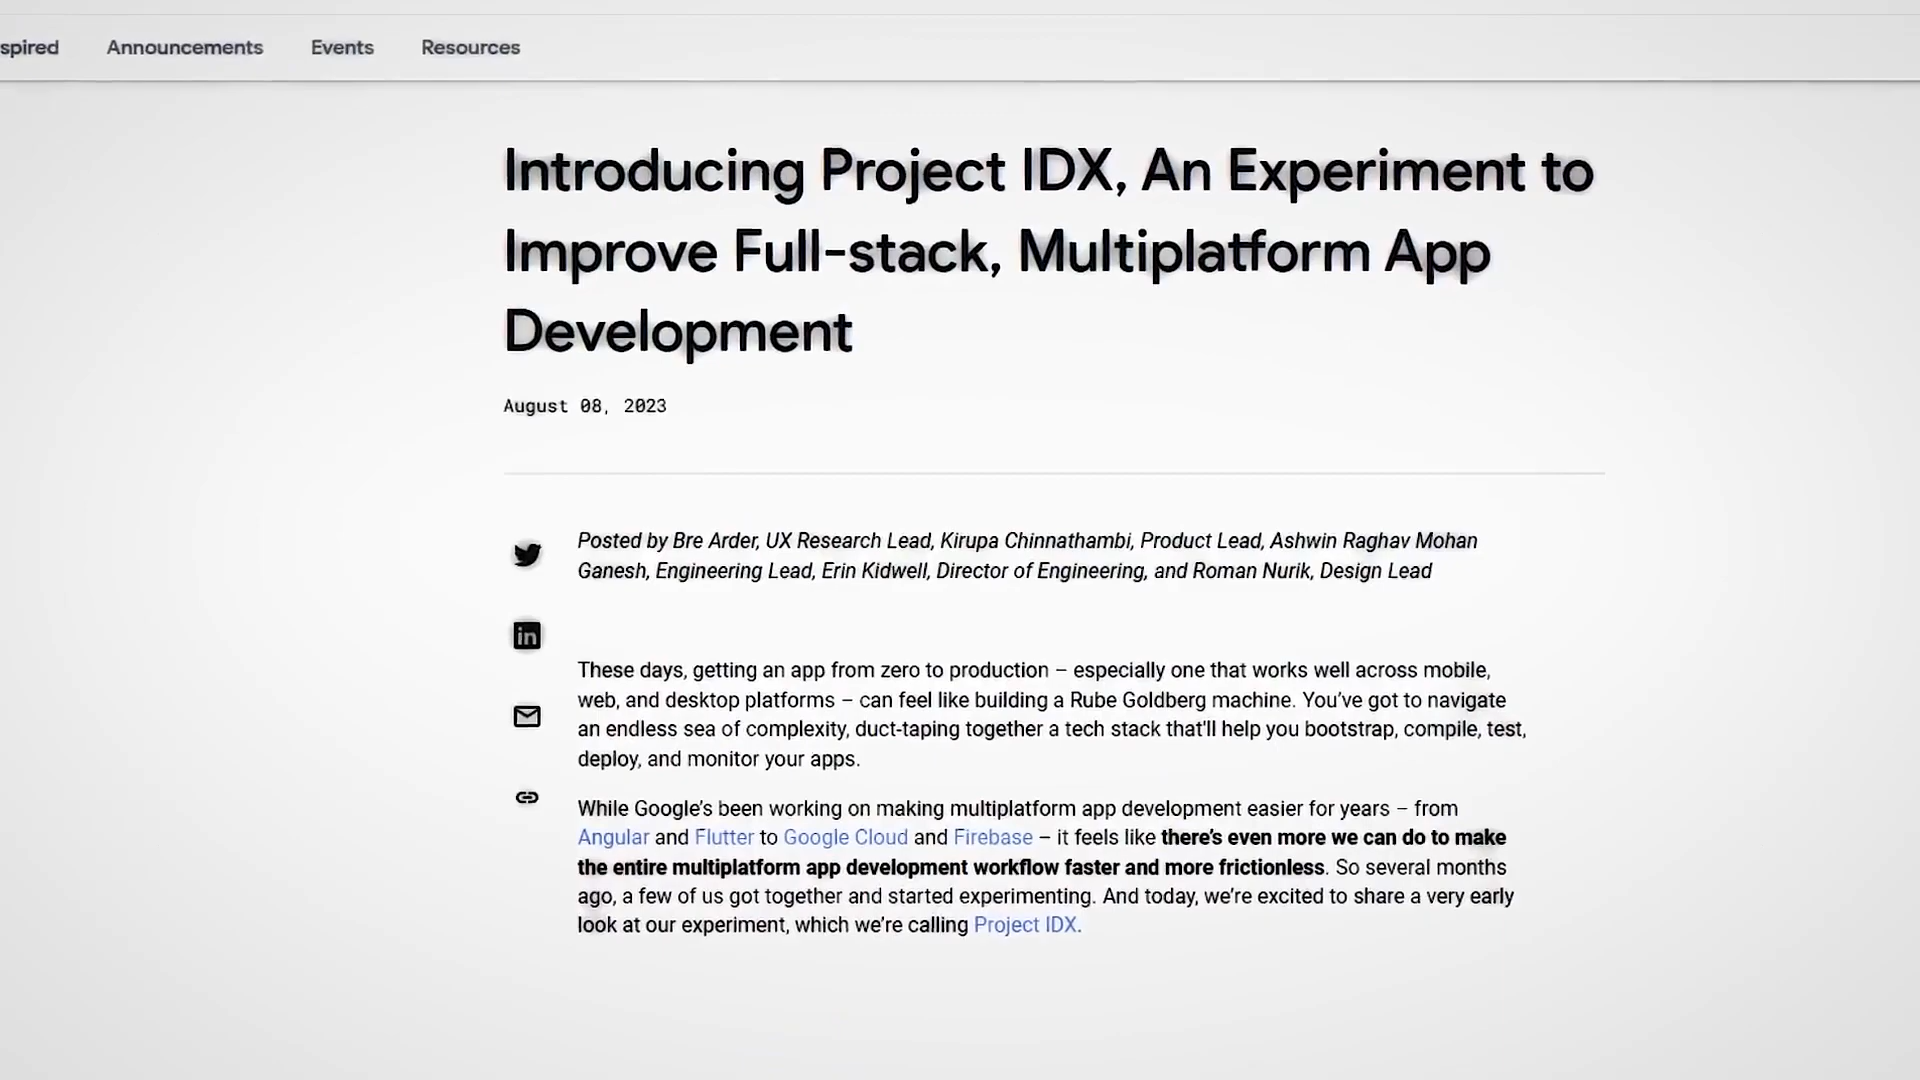 spired Announcements Events Resources
Introducing Project IDX, An Experiment to
Improve Full-stack, Multiplatform App
Development
August 08, 2023
Posted by Bre Arder, UX Research Lead, Kirupa Chinnathambi, Product Lead, Ashwin Raghav Mohan
Ganesh, Engineering Lead, Erin Kidwell, Director of Engineering, and Roman Nurik, Design Lead
in
These days, getting an app from zero to production – especially one that works well across mobile,
web, and desktop platforms – can feel like building a Rube Goldberg machine. You’ve got to navigate
an endless sea of complexity, duct-taping together a tech stack that'll help you bootstrap, compile, test,
deploy, and monitor your apps.
While Google’s been working on making multiplatform app development easier for years – from
Angular and Flutter to Google Cloud and Firebase – it feels like there’s even more we can do to make
the entire multiplatform app development workflow faster and more frictionless. So several months
ago, a few of us got together and started experimenting. And today, we’re excited to share a very early
look at our experiment, which we’re calling Project IDX.